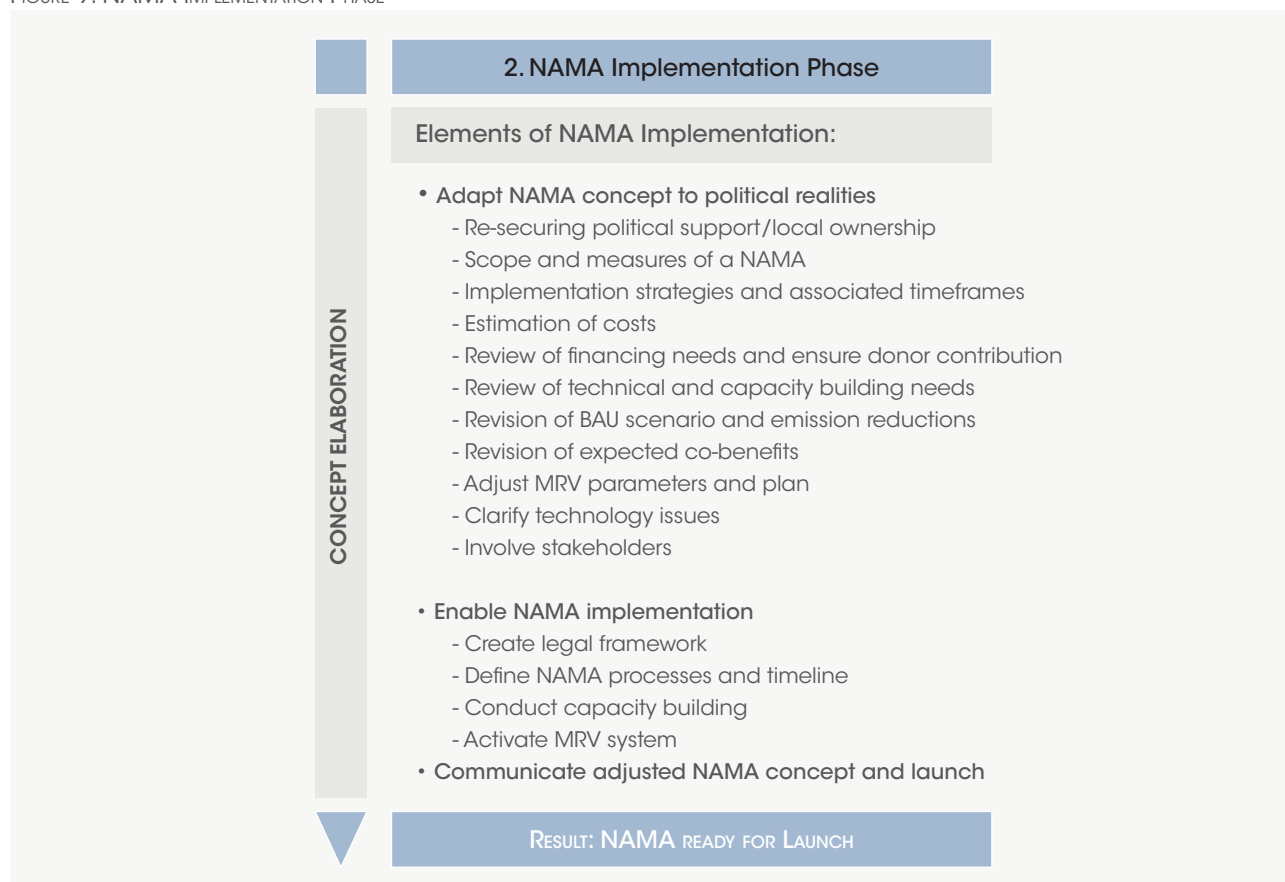 2. NAMA Implementation Phase
Elements of NAMA Implementation:
• Adapt NAMA concept to political realities
- Re-securing political support/local ownership
- Scope and measures of a NAMA
- Implementation strategies and associated timeframes
- Estimation of costs
- Review of financing needs and ensure donor contribution
- Review of technical and capacity building needs
- Revision of BAU scenario and emission reductions
- Revision of expected co-benefits
- Adjust MRV parameters and plan
- Clarify technology issues
- Involve stakeholders
• Enable NAMA implementation
- Create legal framework
- Define NAMA processes and timeline
- Conduct capacity building
- Activate MRV system
• Communicate adjusted NAMA concept and launch
CONCEPT ELABORATION
Result: NAMA ready for Launch